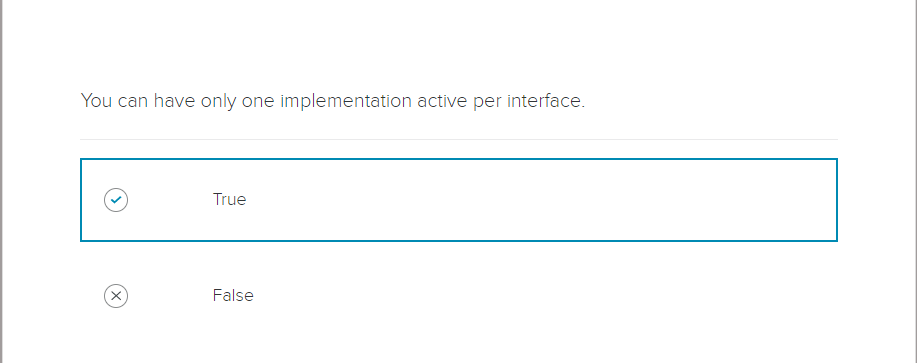 You can have only one implementation active per interface.
True
False